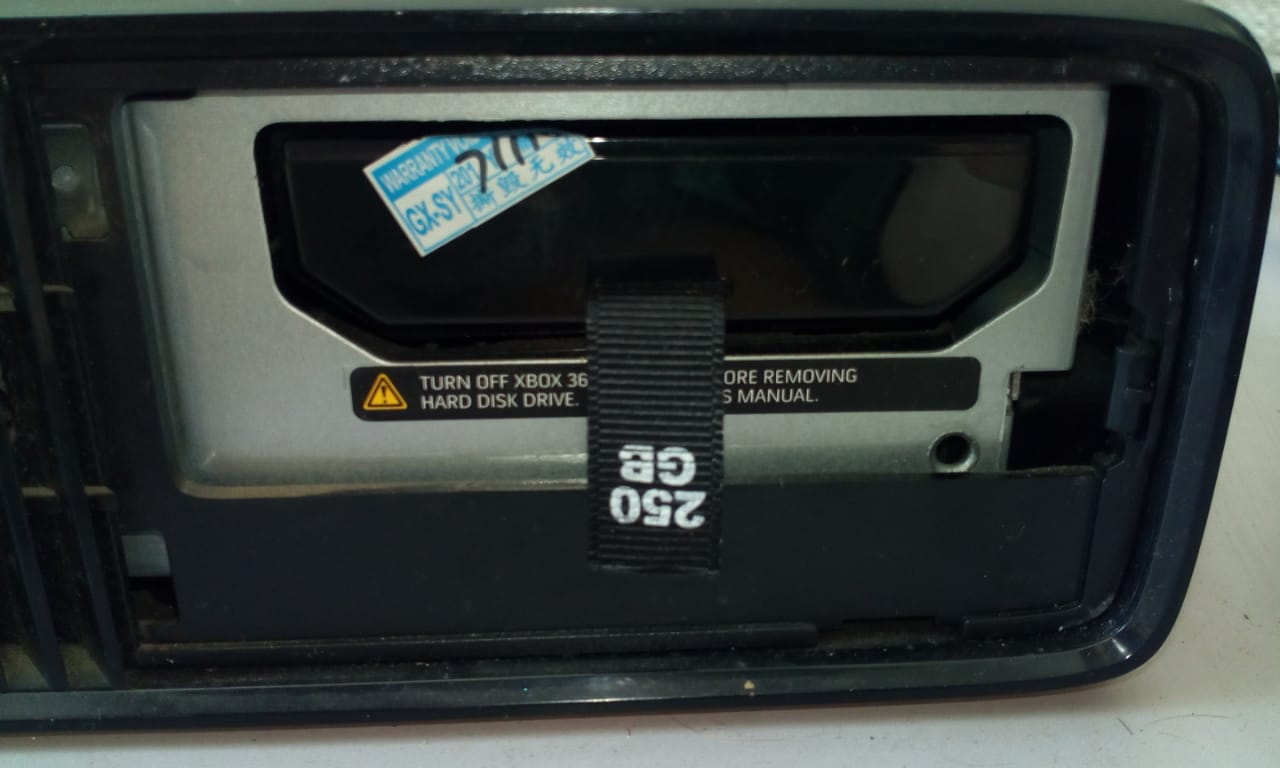 WARRANTY
GX-SY 201
撕毁无效
TURN OFF XBOX 36 ORE REMOVING
HARD DISK DRIVE. S MANUAL.
250
GB